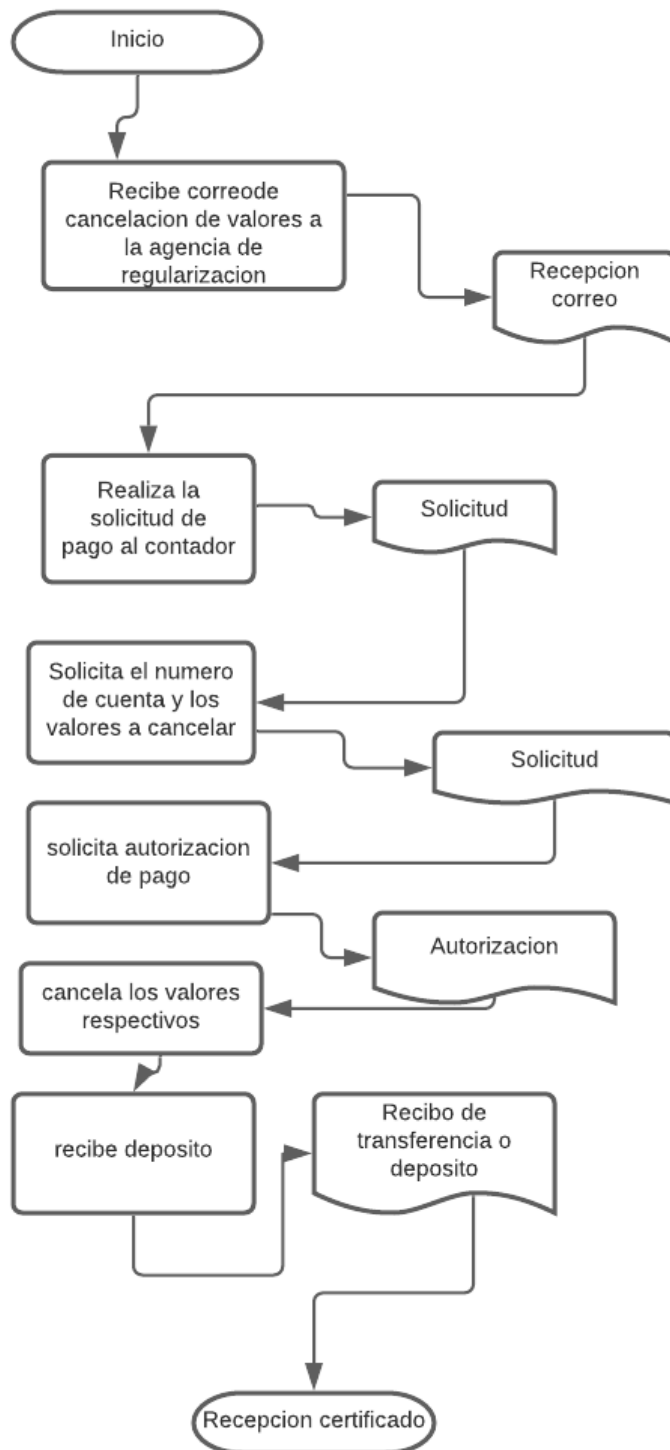 Inicio
Recibe correode
cancelacion de valores a
la agencia de
regularizacion
Recepcion
correo
Realiza la
solicitud de
pago al contador
Solicitud
Solicita el numero
de cuenta y los
valores a cancelar
Solicitud
solicita autorizacion
de pago
Autorizacion
cancela los valores
respectivos
recibe deposito
Recibo de
transferencia o
deposito
Recepcion certificado